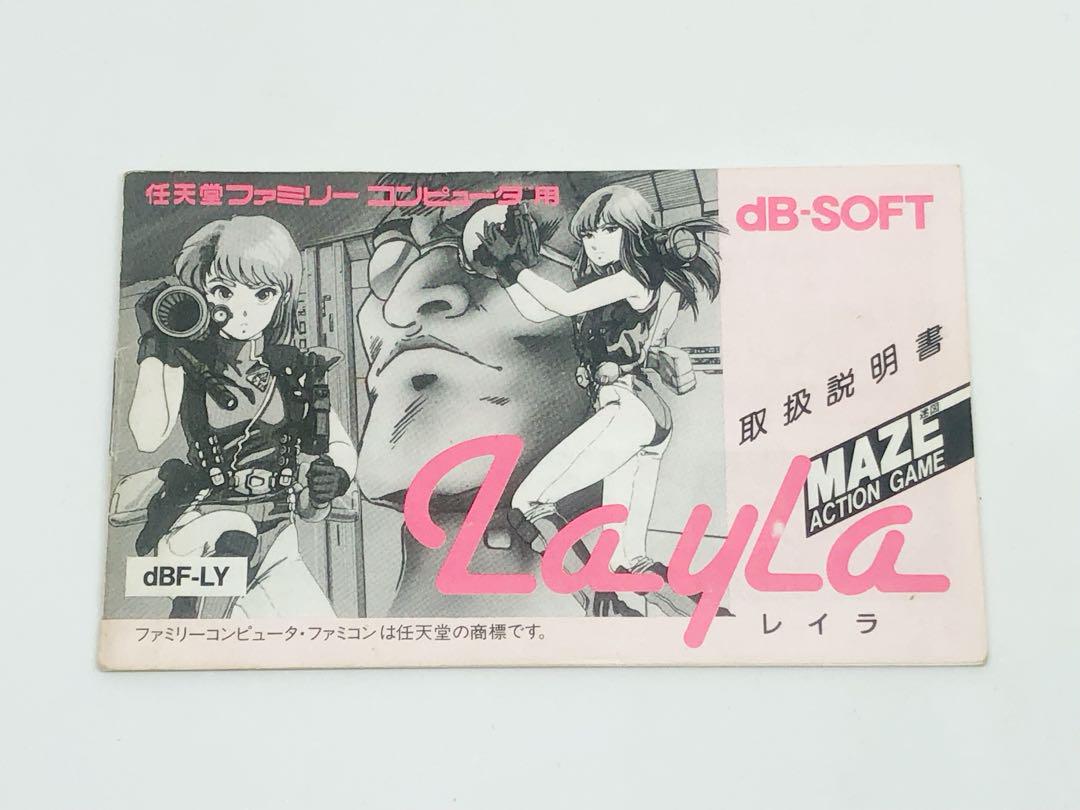 任天堂ファミリーコンピュータ用
dB-SOFT
取扱説明書
迷図
MAZE
ACTION GAME
LayLa
レイラ
dBF-LY
ファミリーコンピュータ・ファミコンは任天堂の商標です。